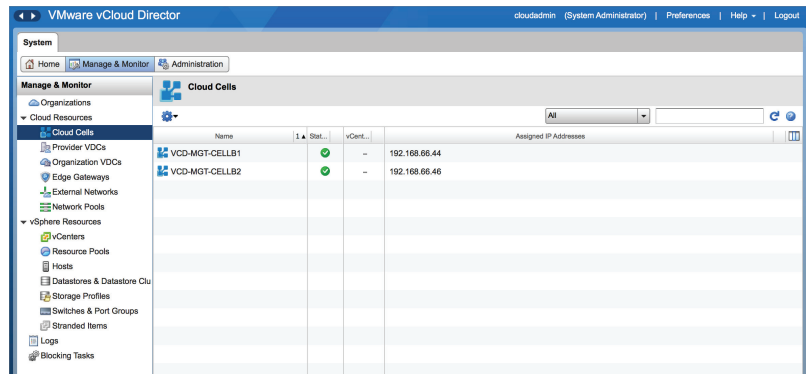 VMware vCloud Director
cloudadmin (System Administrator) | Preferences | Help | Logout
System
Home Manage & Monitor Administration
Manage & Monitor
Cloud Cells
Organizations
Cloud Resources
All
Cloud Cells
Name 1 Stat... vCent... Assigned IP Addresses
Provider VDCs
VCD-MGT-CELLB1 – 192.168.66.44
Organization VDCs
VCD-MGT-CELLB2 – 192.168.66.46
Edge Gateways
External Networks
Network Pools
vSphere Resources
vCenters
Resource Pools
Hosts
Datastores & Datastore Clu
Storage Profiles
Switches & Port Groups
Stranded Items
Logs
Blocking Tasks